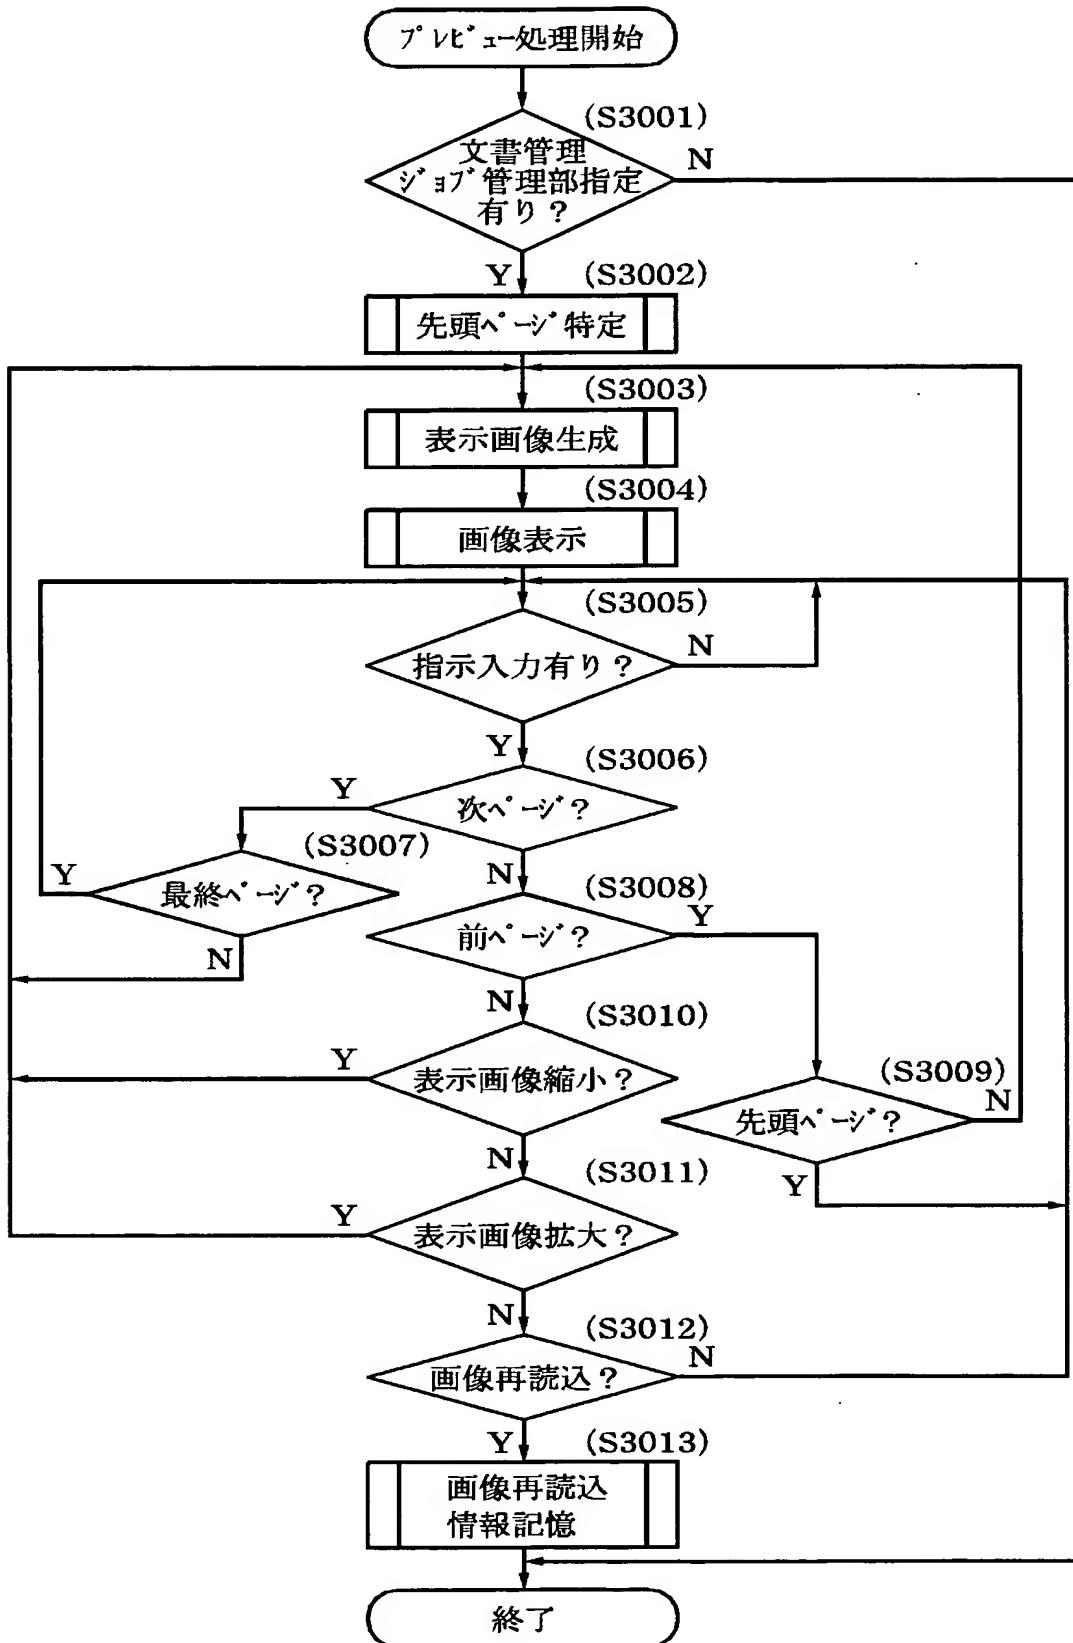 プレビュー処理開始
(S3001)
文書管理
ジョブ管理部指定
有り？
N
Y
(S3002)
先頭ページ特定
(S3003)
表示画像生成
(S3004)
画像表示
(S3005)
指示入力有り？
N
Y
(S3006)
次ページ？
Y
N
(S3007)
最終ページ？
Y
N
(S3008)
前ページ？
Y
N
(S3009)
先頭ページ？
N
Y
(S3010)
表示画像縮小？
Y
N
(S3011)
表示画像拡大？
Y
N
(S3012)
画像再読込？
N
Y
(S3013)
画像再読込
情報記憶
終了